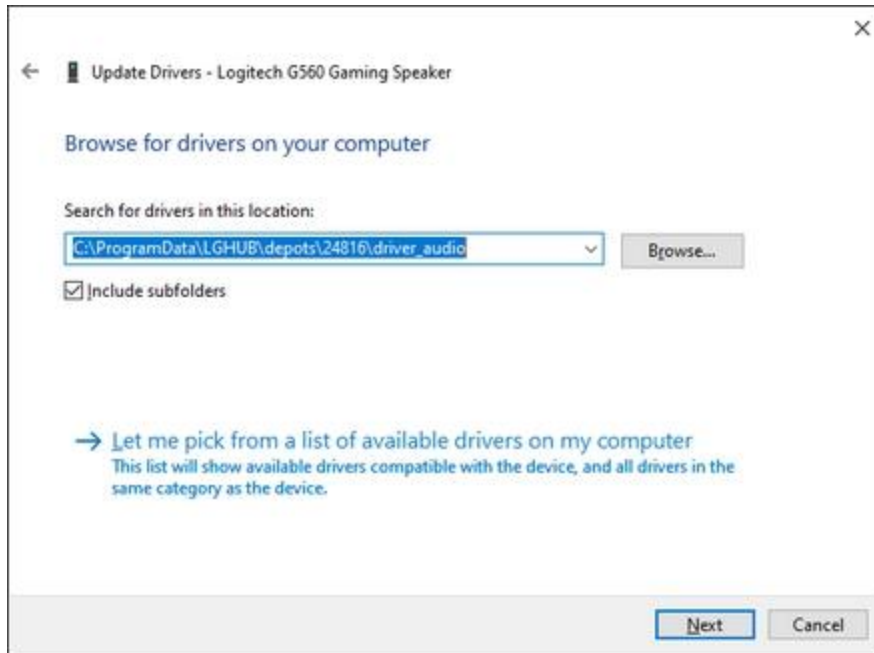 Update Drivers - Logitech G560 Gaming Speaker
Browse for drivers on your computer
Search for drivers in this location:
C:\ProgramData\LGHUB\depots\24816\driver_audio
Browse...
Include subfolders
Let me pick from a list of available drivers on my computer
This list will show available drivers compatible with the device, and all drivers in the
same category as the device.
Next
Cancel